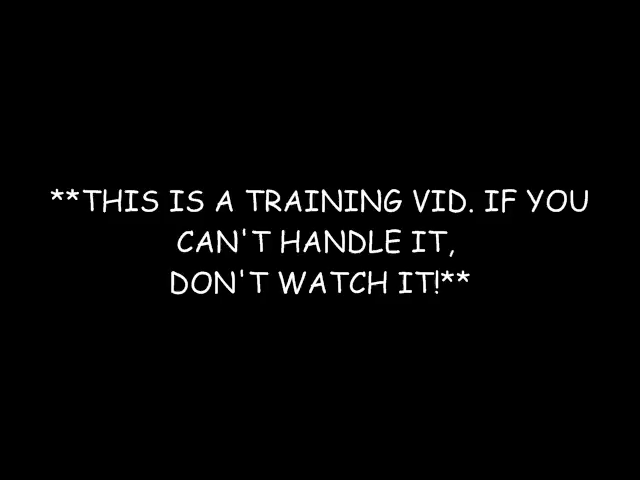 **THIS IS A TRAINING VID. IF YOU
CAN'T HANDLE IT,
DON'T WATCH IT!**